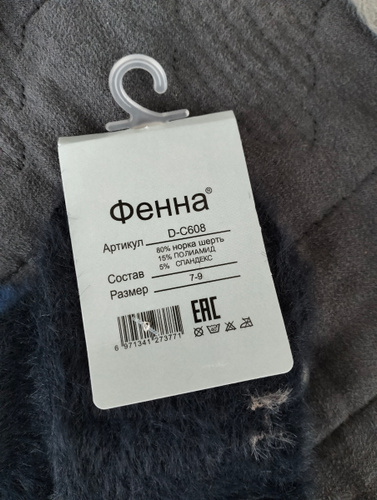 Фенна®
Артикул D-C608
80% норка шерть
15% ПОЛИАМИД
Состав 5% СПАНДЕКС
Размер 7-9
EAC
6 971341 273771